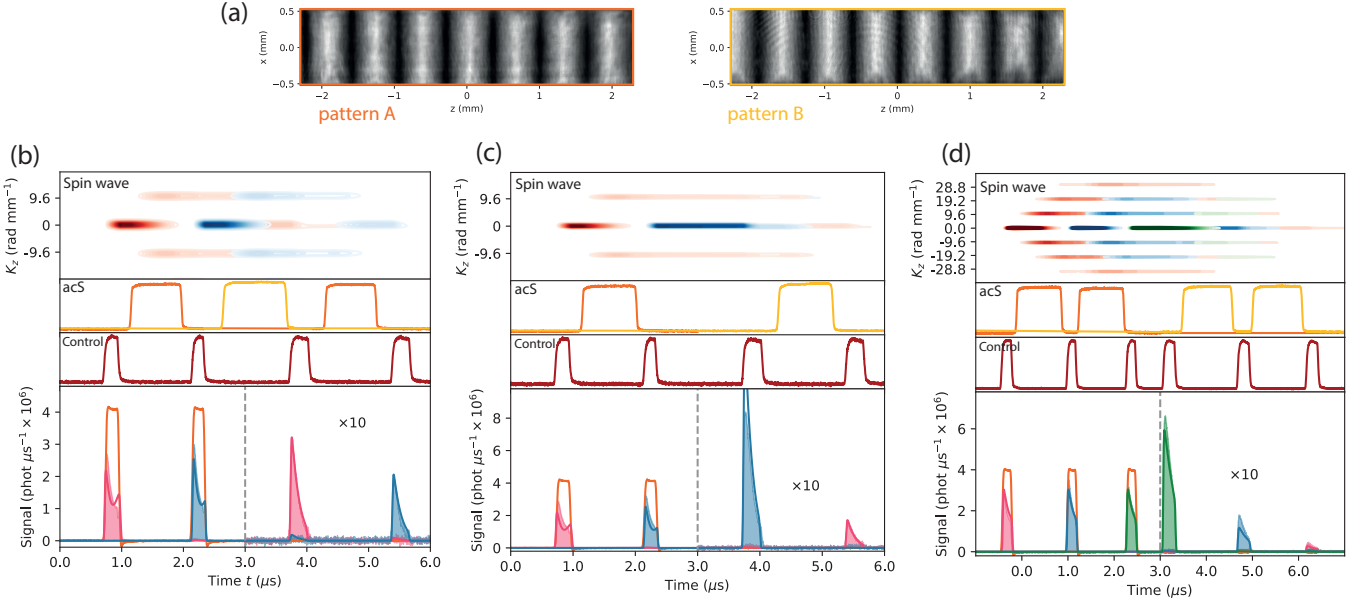 (a)
0.5
0.0
−0.5
x (mm)
−2
−1
0
1
2
z (mm)
pattern A
0.5
0.0
−0.5
x (mm)
−2
−1
0
1
2
z (mm)
pattern B
(b)
Spin wave
9.6
0
-9.6
K_z (rad mm⁻¹)
acS
Control
×10
4
3
2
1
0
Signal (phot μs⁻¹ × 10⁶)
0.0
1.0
2.0
3.0
4.0
5.0
6.0
Time t (μs)
(c)
Spin wave
9.6
0
-9.6
K_z (rad mm⁻¹)
acS
Control
×10
8
6
4
2
0
Signal (phot μs⁻¹ × 10⁶)
0.0
1.0
2.0
3.0
4.0
5.0
6.0
Time t (μs)
(d)
Spin wave
28.8
19.2
9.6
0.0
−9.6
−19.2
−28.8
K_z (rad mm⁻¹)
acS
Control
×10
6
4
2
0
Signal (phot μs⁻¹ × 10⁶)
0.0
1.0
2.0
3.0
4.0
5.0
6.0
Time (μs)